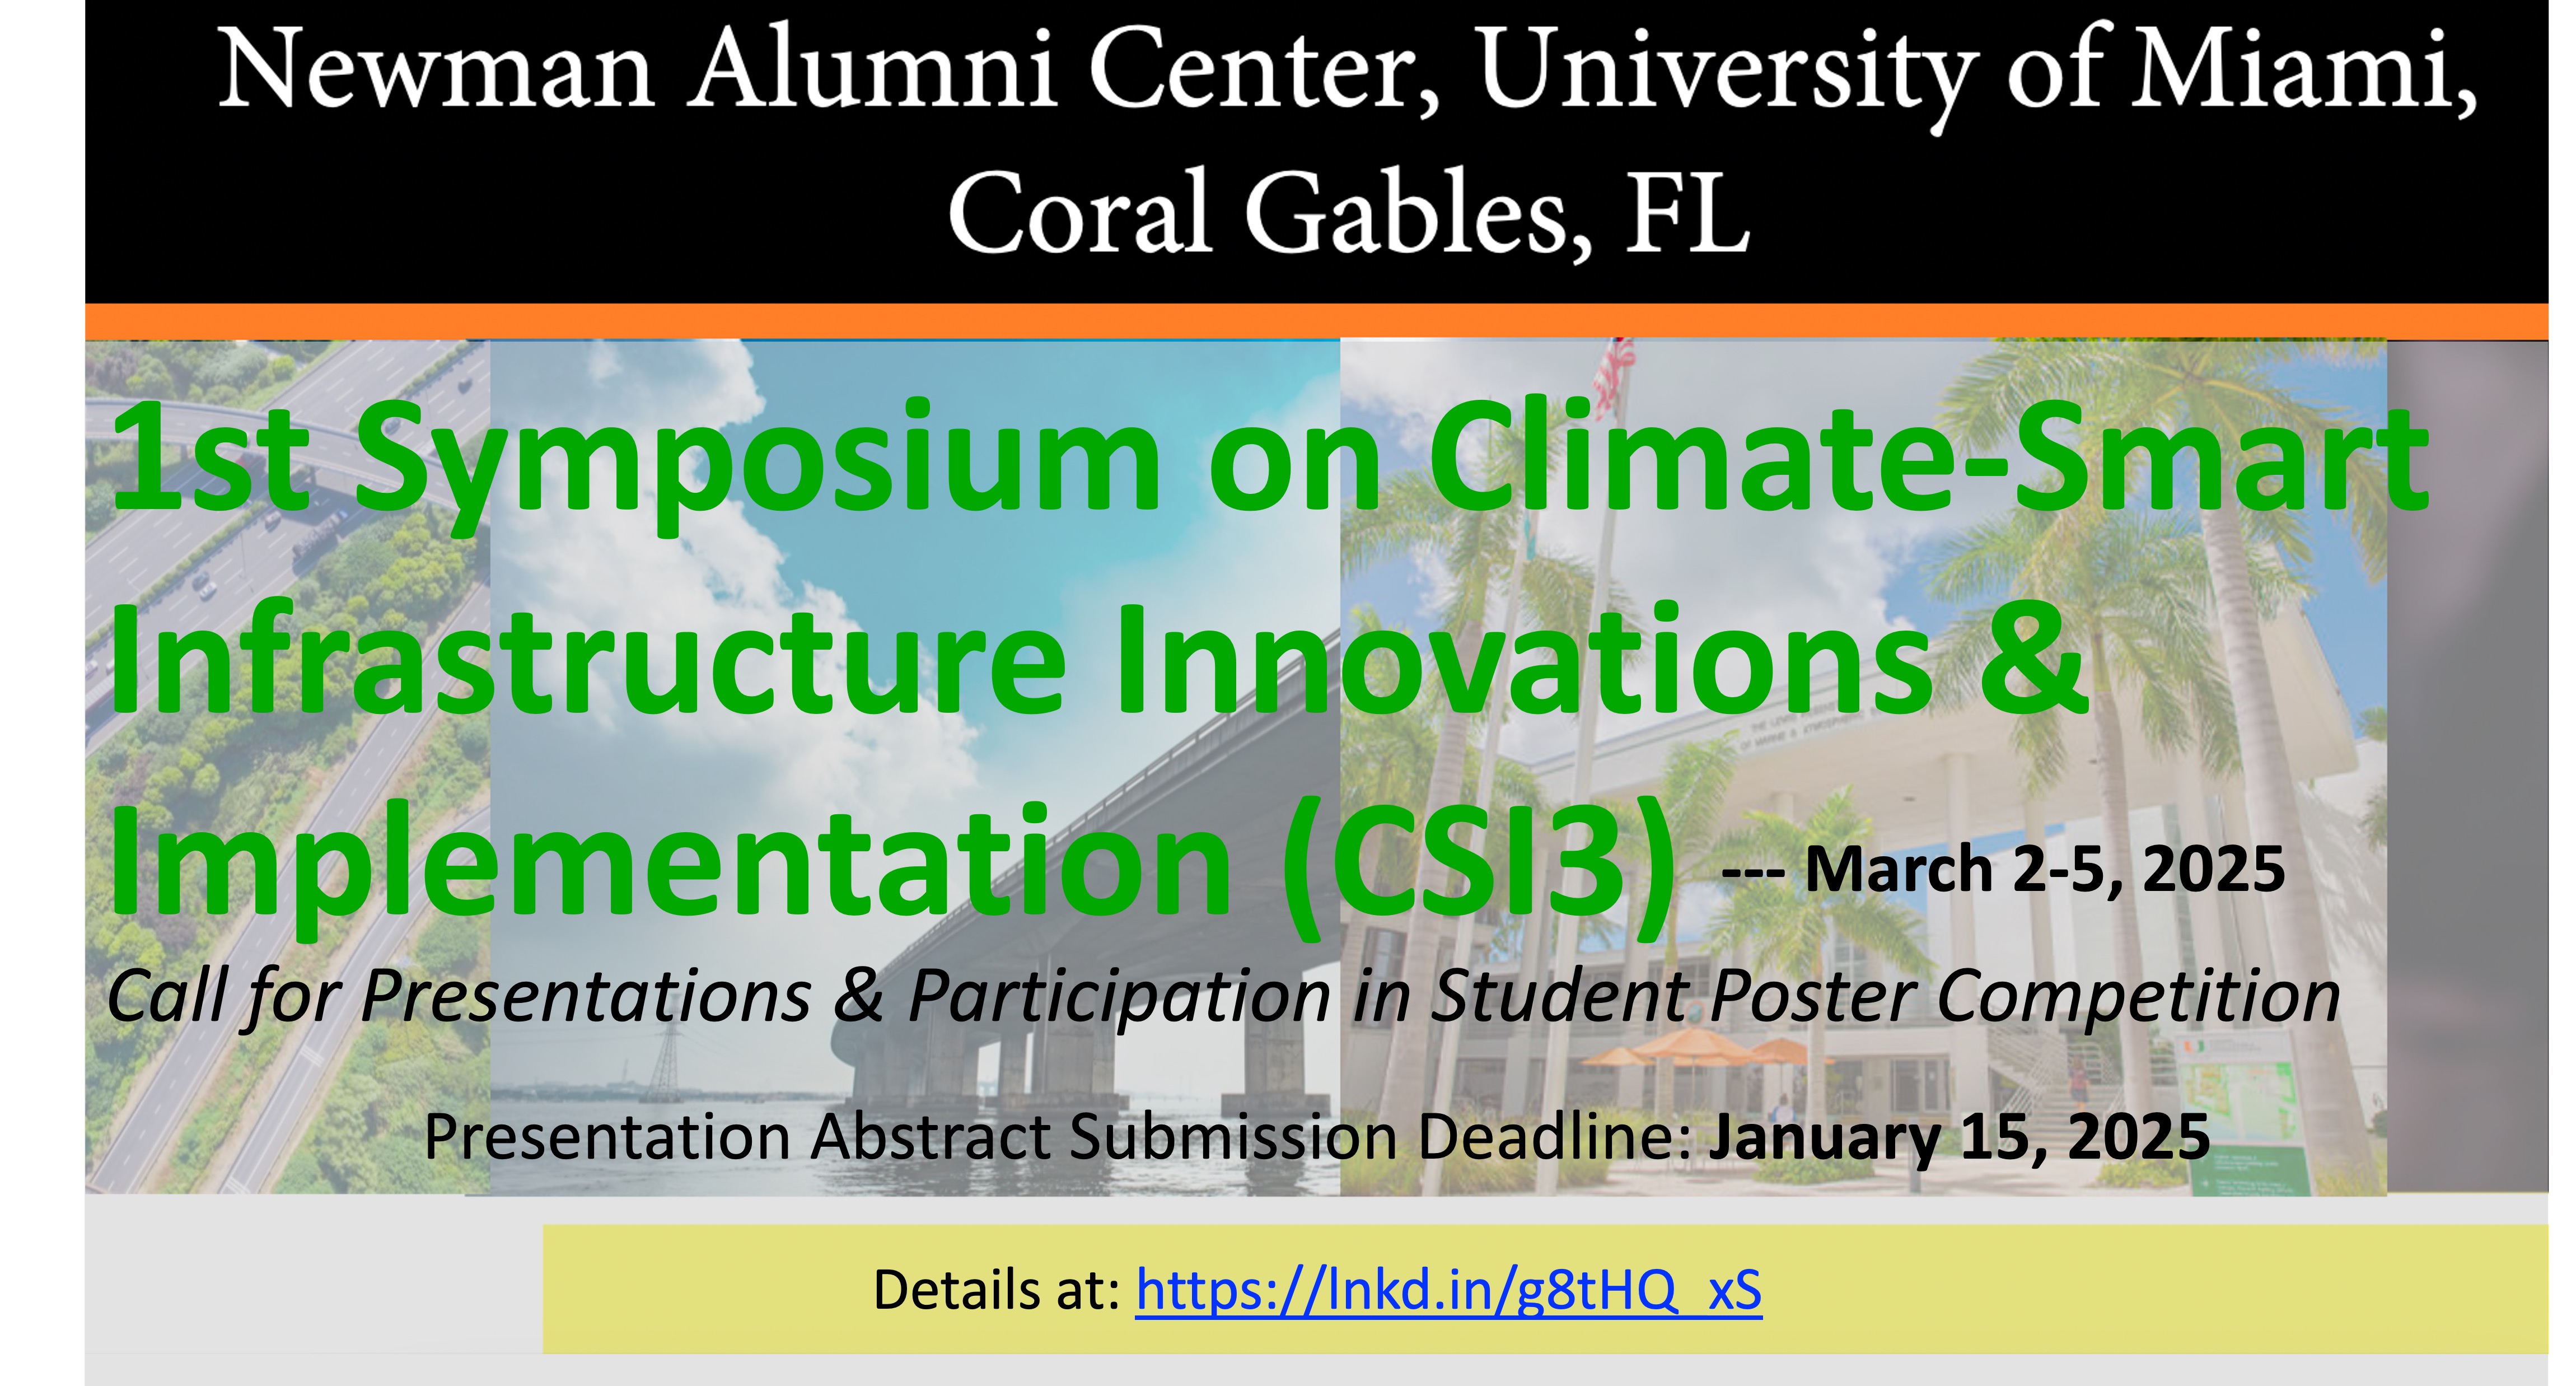 Newman Alumni Center, University of Miami,
Coral Gables, FL
1st Symposium on Climate-Smart
Infrastructure Innovations &
Implementation (CSI3) --- March 2-5, 2025
Call for Presentations & Participation in Student Poster Competition
Presentation Abstract Submission Deadline: January 15, 2025
Details at: https://lnkd.in/g8tHQ_xS